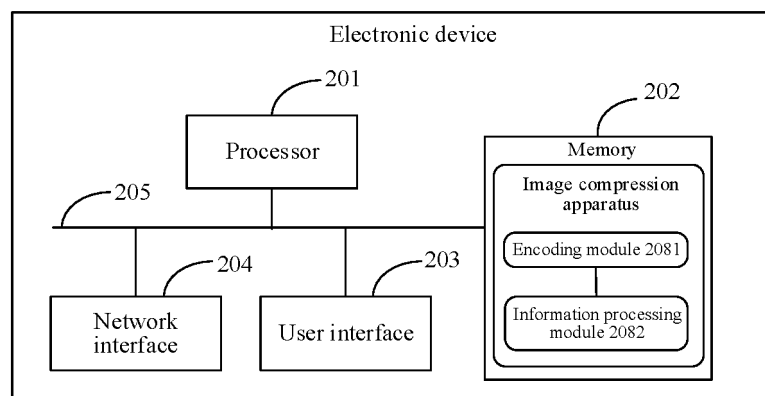 Electronic device
201
Processor
202
Memory
Image compression
apparatus
Encoding module 2081
Information processing
module 2082
205
204
Network
interface
203
User interface